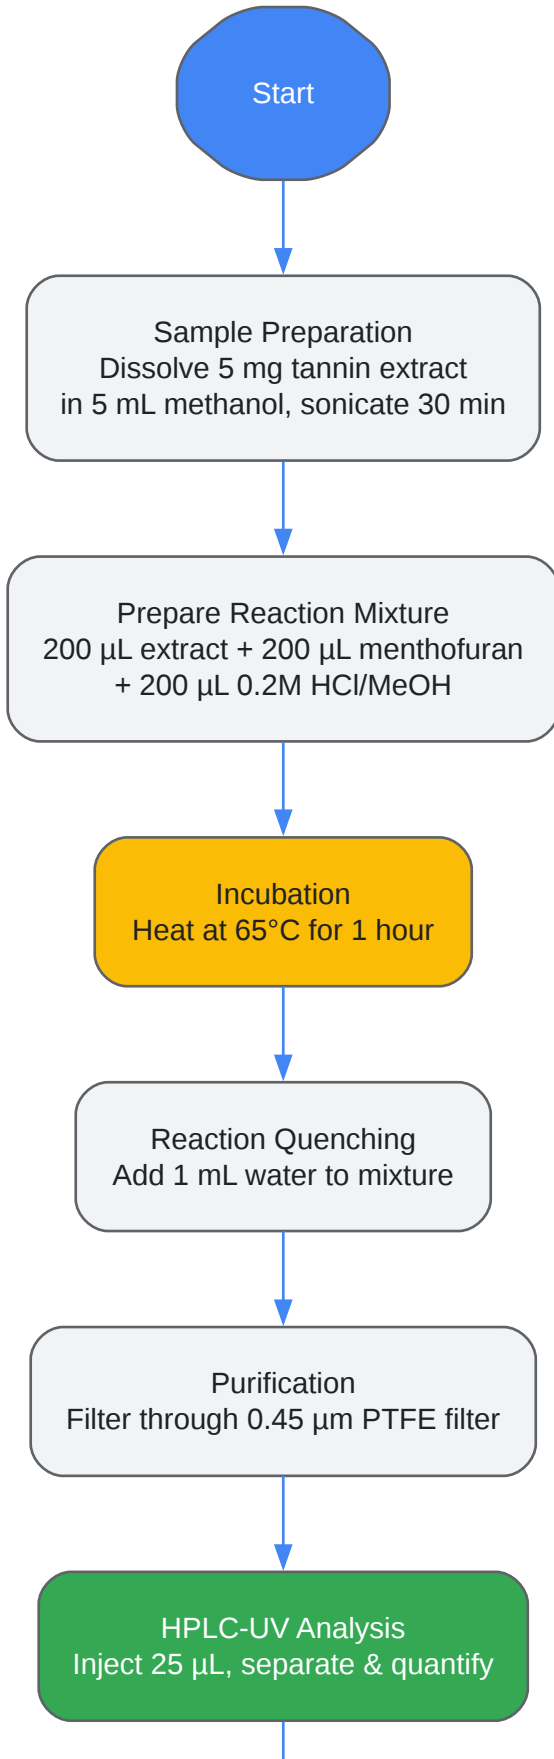 Start
Sample Preparation
Dissolve 5 mg tannin extract
in 5 mL methanol, sonicate 30 min
Prepare Reaction Mixture
200 µL extract + 200 µL menthofuran
+ 200 µL 0.2M HCl/MeOH
Incubation
Heat at 65°C for 1 hour
Reaction Quenching
Add 1 mL water to mixture
Purification
Filter through 0.45 µm PTFE filter
HPLC-UV Analysis
Inject 25 µL, separate & quantify